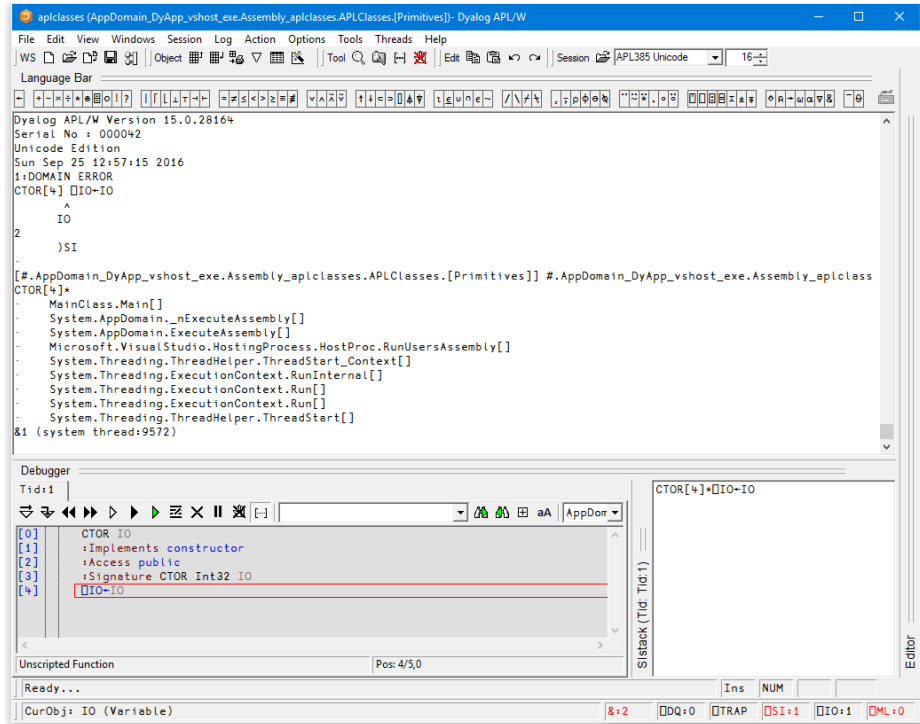 aplclasses (AppDomain_DyApp_vshost_exe.Assembly_aplclasses.APLClasses.[Primitives])- Dyalog APL/W
File Edit View Windows Session Log Action Options Tools Threads Help
WS Object Tool Edit Session APL385 Unicode 16
Language Bar
Dyalog APL/W Version 15.0.28164
Serial No : 000042
Unicode Edition
Sun Sep 25 12:57:15 2016
1:DOMAIN ERROR
CTOR[4] ⎕IO←IO
^
IO
2
)SI
·
[#.AppDomain_DyApp_vshost_exe.Assembly_aplclasses.APLClasses.[Primitives]] #.AppDomain_DyApp_vshost_exe.Assembly_aplclass
CTOR[4]*
· MainClass.Main[]
· System.AppDomain._nExecuteAssembly[]
· System.AppDomain.ExecuteAssembly[]
· Microsoft.VisualStudio.HostingProcess.HostProc.RunUsersAssembly[]
· System.Threading.ThreadHelper.ThreadStart_Context[]
· System.Threading.ExecutionContext.RunInternal[]
· System.Threading.ExecutionContext.Run[]
· System.Threading.ExecutionContext.Run[]
· System.Threading.ThreadHelper.ThreadStart[]
&1 (system thread:9572)
Debugger
Tid:1
aA AppDom
[0] CTOR IO
[1] :Implements constructor
[2] :Access public
[3] :Signature CTOR Int32 IO
[4] ⎕IO←IO
Unscripted Function Pos: 4/5,0
SIstack (Tid: Tid:1)
CTOR[4]*⎕IO←IO
Editor
Ready... Ins NUM
CurObj: IO (Variable) &:2 ⎕DQ:0 ⎕TRAP ⎕SI:1 ⎕IO:1 ⎕ML:0